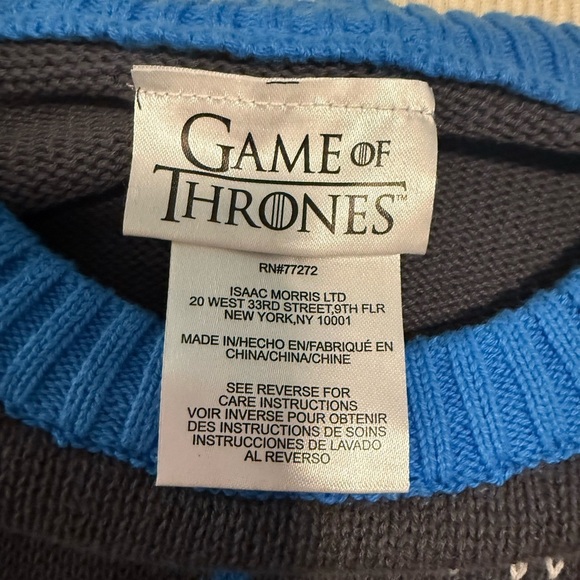 GAME OF
THRONES™
RN#77272
ISAAC MORRIS LTD
20 WEST 33RD STREET,9TH FLR
NEW YORK,NY 10001
MADE IN/HECHO EN/FABRIQUÉ EN
CHINA/CHINA/CHINE
SEE REVERSE FOR
CARE INSTRUCTIONS
VOIR INVERSE POUR OBTENIR
DES INSTRUCTIONS DE SOINS
INSTRUCCIONES DE LAVADO
AL REVERSO